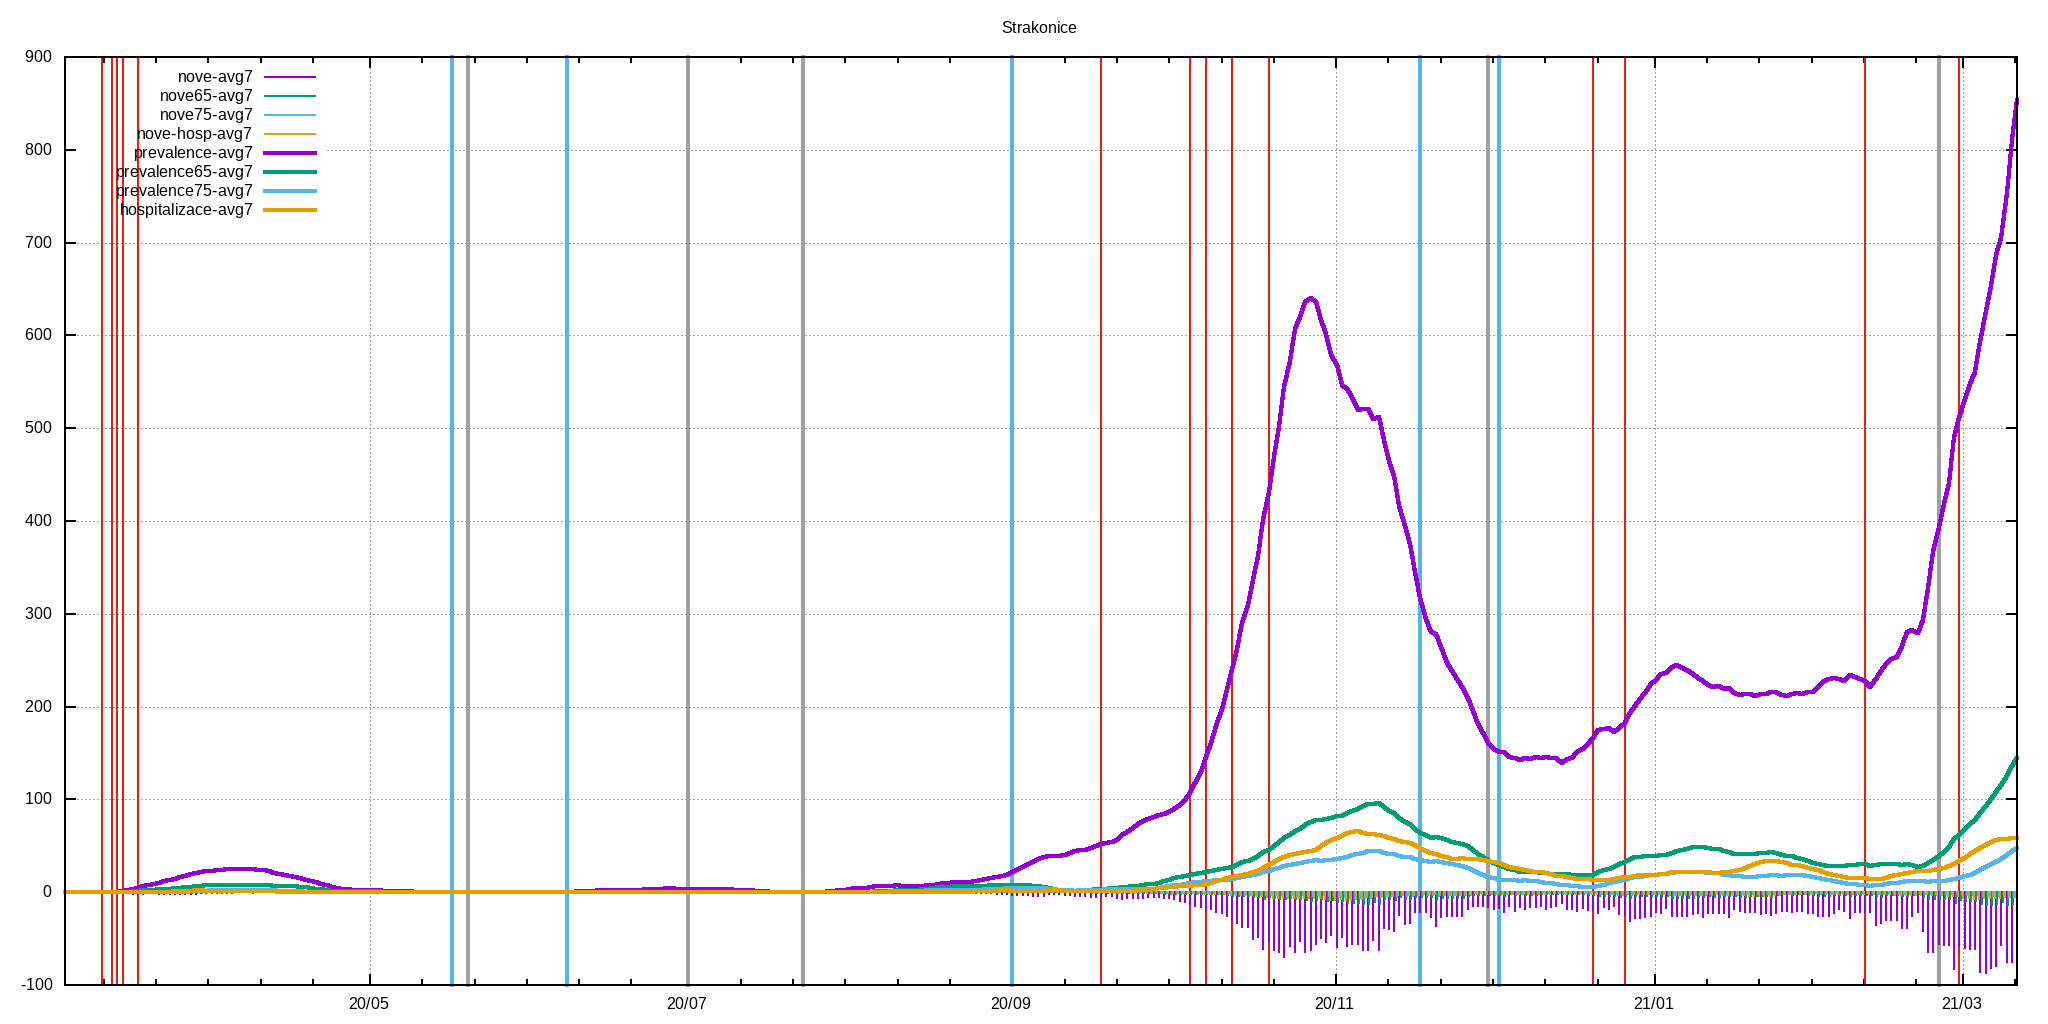 Strakonice
900
800
700
600
500
400
300
200
100
0
-100
nove-avg7
nove65-avg7
nove75-avg7
nove-hosp-avg7
prevalence-avg7
prevalence65-avg7
prevalence75-avg7
hospitalizace-avg7
20/05 20/07 20/09 20/11 21/01 21/03